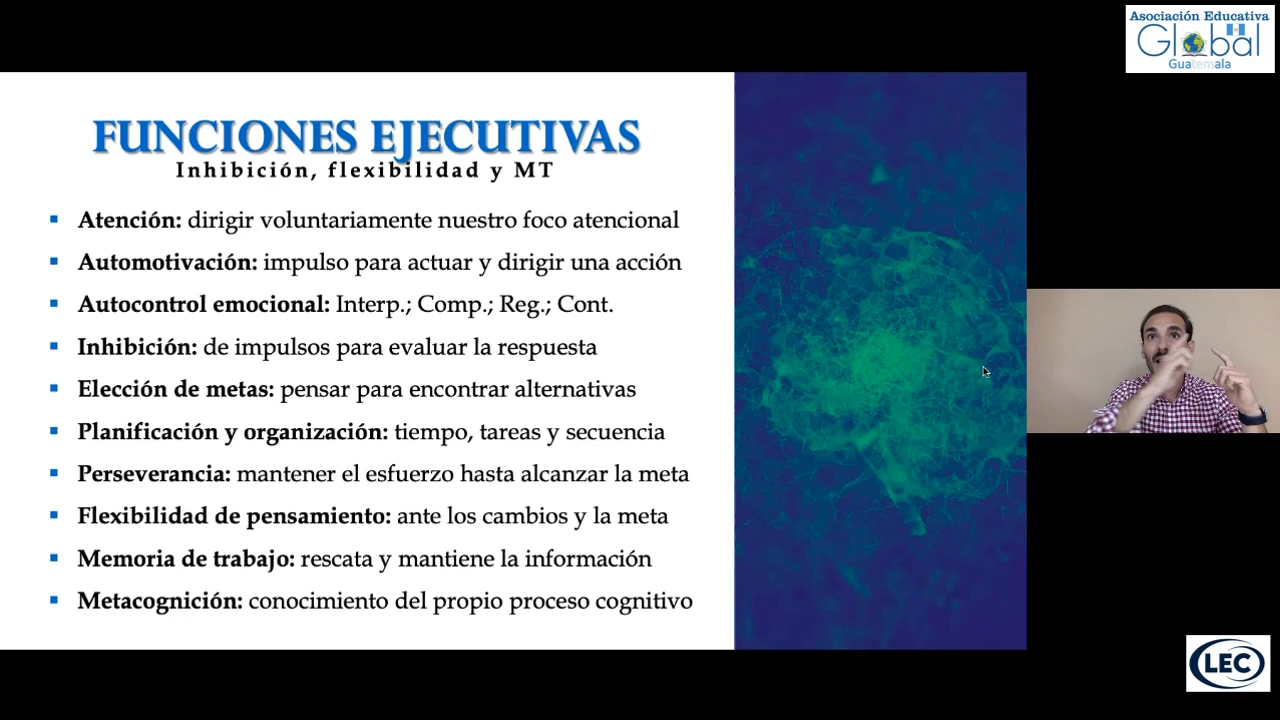 Asociación Educativa
Global
Guatemala
FUNCIONES EJECUTIVAS
Inhibición, flexibilidad y MT
▪ Atención: dirigir voluntariamente nuestro foco atencional
▪ Automotivación: impulso para actuar y dirigir una acción
▪ Autocontrol emocional: Interp.; Comp.; Reg.; Cont.
▪ Inhibición: de impulsos para evaluar la respuesta
▪ Elección de metas: pensar para encontrar alternativas
▪ Planificación y organización: tiempo, tareas y secuencia
▪ Perseverancia: mantener el esfuerzo hasta alcanzar la meta
▪ Flexibilidad de pensamiento: ante los cambios y la meta
▪ Memoria de trabajo: rescata y mantiene la información
▪ Metacognición: conocimiento del propio proceso cognitivo
LEC